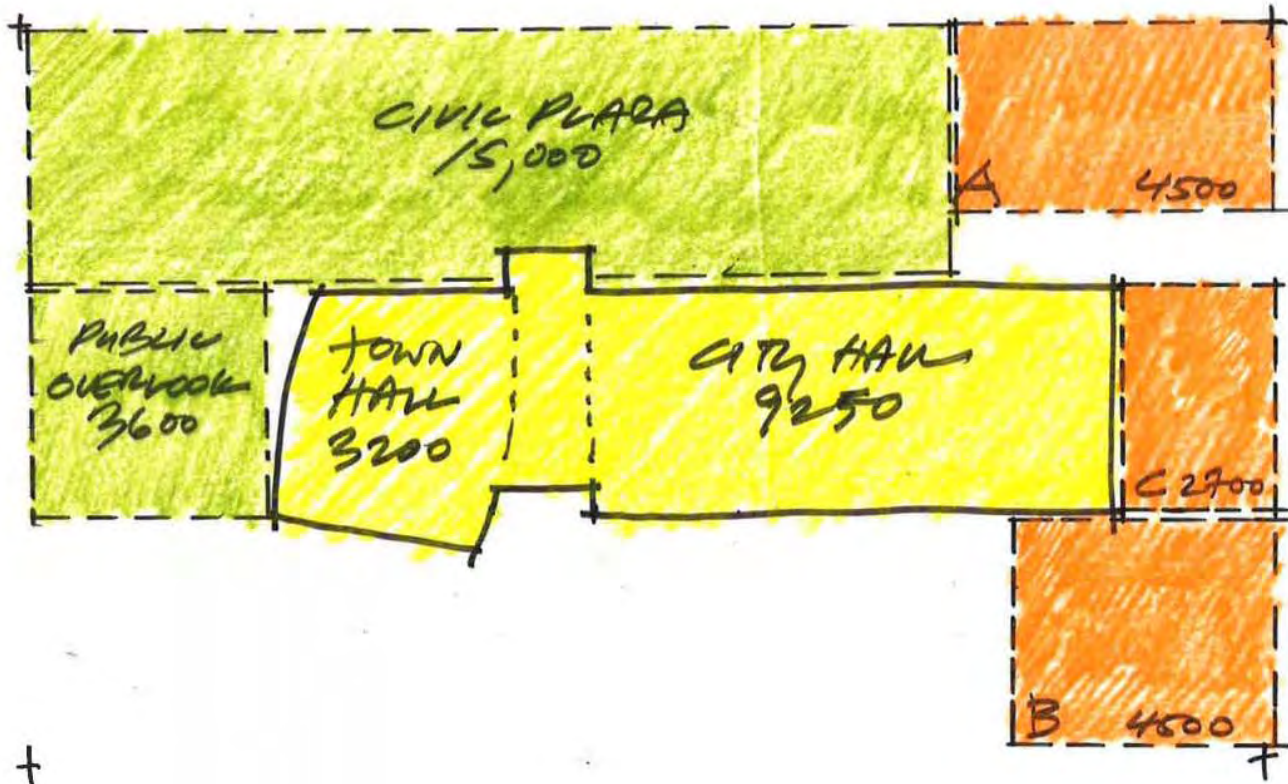 CIVIC PLAZA
15,000
A 4500
PUBLIC
OVERLOOK
3600
TOWN
HALL
3200
CITY HALL
9250
C 2700
B 4500